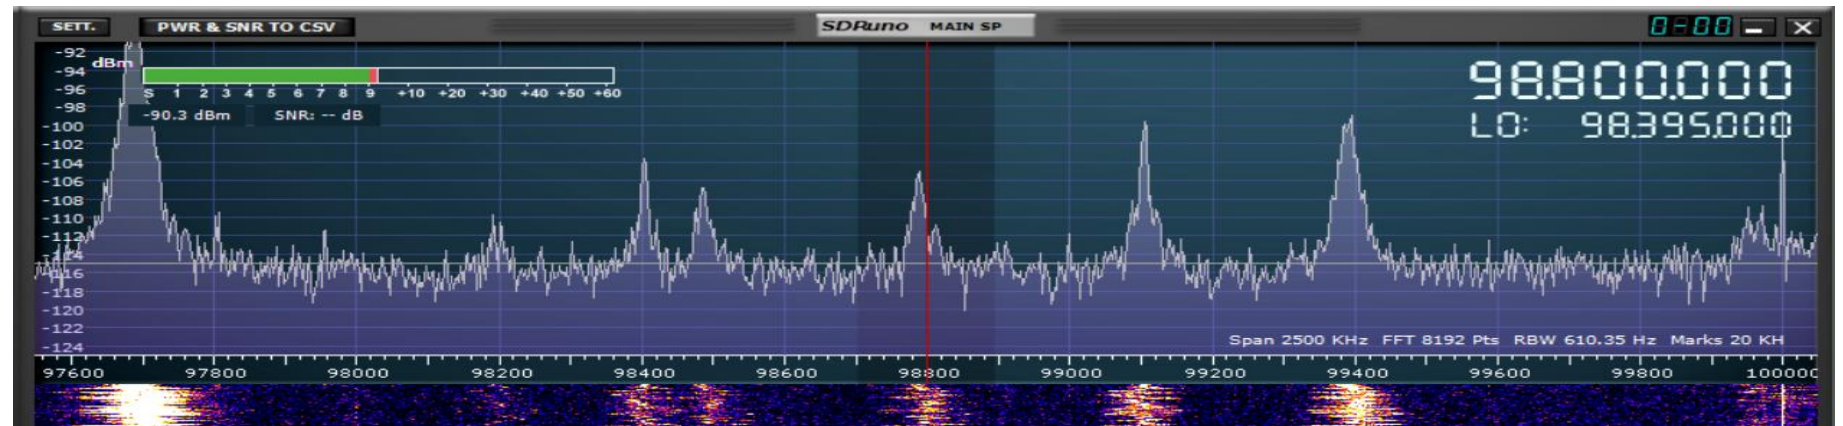 SETT. PWR & SNR TO CSV SDRuno MAIN SP 0-00
dBm
S 1 2 3 4 5 6 7 8 9 +10 +20 +30 +40 +50 +60
-90.3 dBm SNR: -- dB
98.800.000
LO: 98.395.000
-92
-94
-96
-98
-100
-102
-104
-106
-108
-110
-112
-114
-116
-118
-120
-122
-124
Span 2500 KHz FFT 8192 Pts RBW 610.35 Hz Marks 20 KH
97600 97800 98000 98200 98400 98600 98800 99000 99200 99400 99600 99800 100000